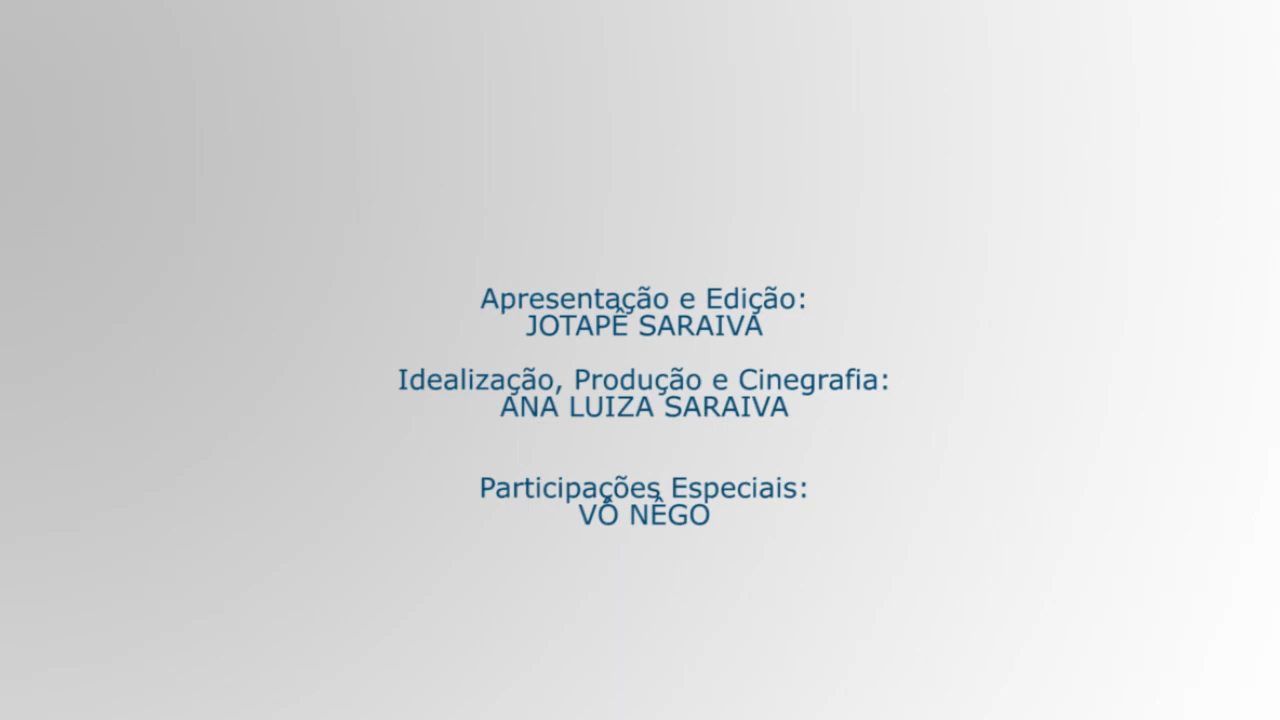 Apresentação e Edição:
JOTAPÊ SARAIVA
Idealização, Produção e Cinegrafia:
ANA LUIZA SARAIVA
Participações Especiais:
VÔ NÊGO